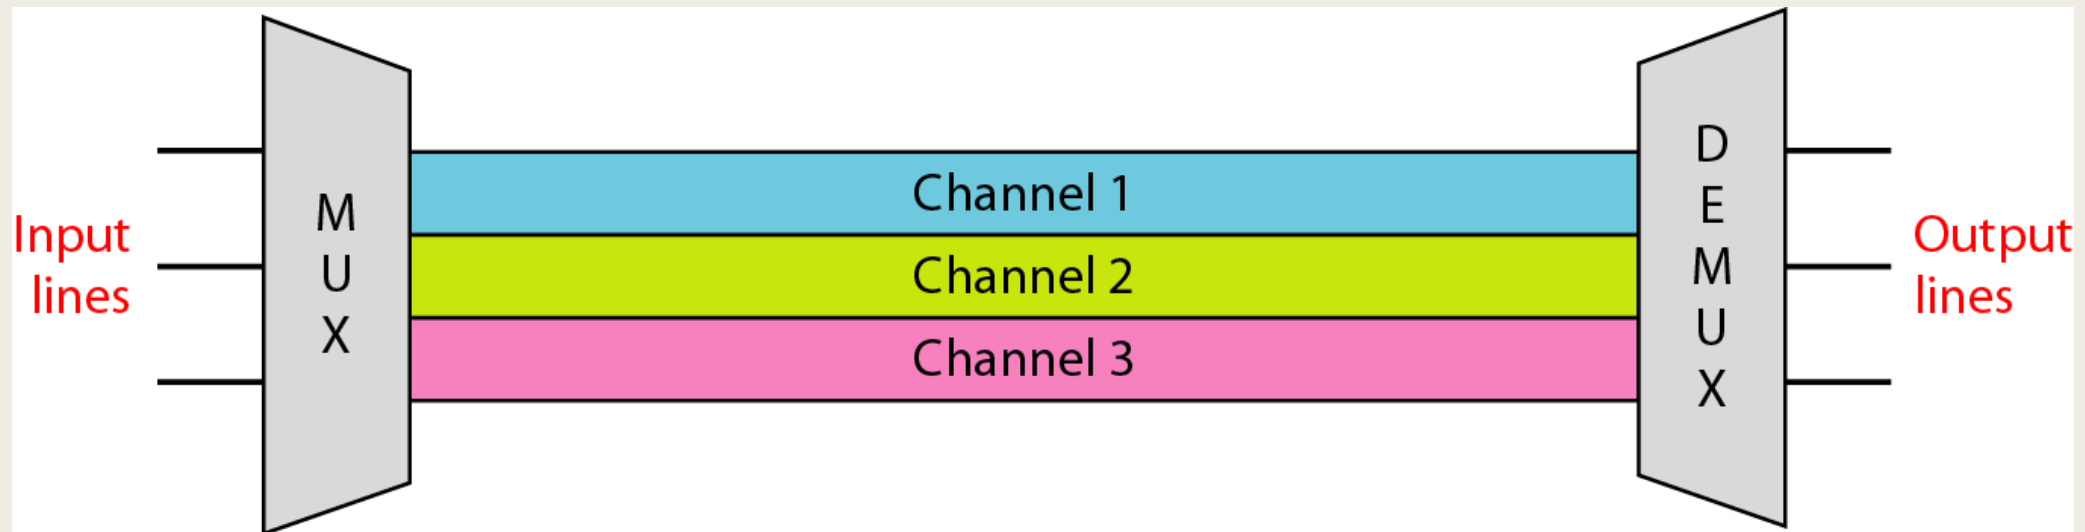 Input
lines
M
U
X
Channel 1
Channel 2
Channel 3
D
E
M
U
X
Output
lines